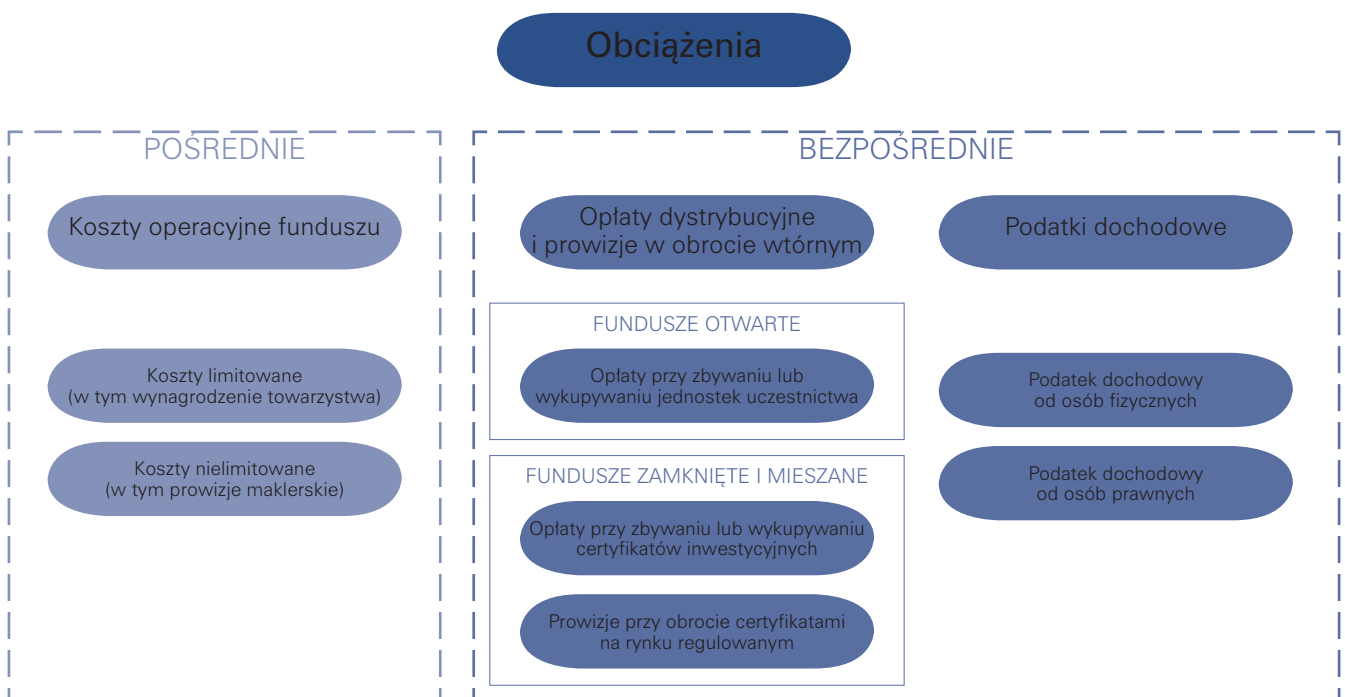 Obciążenia
POŚREDNIE
Koszty operacyjne funduszu
Koszty limitowane
(w tym wynagrodzenie towarzystwa)
Koszty nielimitowane
(w tym prowizje maklerskie)
BEZPOŚREDNIE
Opłaty dystrybucyjne
i prowizje w obrocie wtórnym
FUNDUSZE OTWARTE
Opłaty przy zbywaniu lub
wykupywaniu jednostek uczestnictwa
FUNDUSZE ZAMKNIĘTE I MIESZANE
Opłaty przy zbywaniu lub wykupywaniu
certyfikatów inwestycyjnych
Prowizje przy obrocie certyfikatami
na rynku regulowanym
Podatki dochodowe
Podatek dochodowy
od osób fizycznych
Podatek dochodowy
od osób prawnych